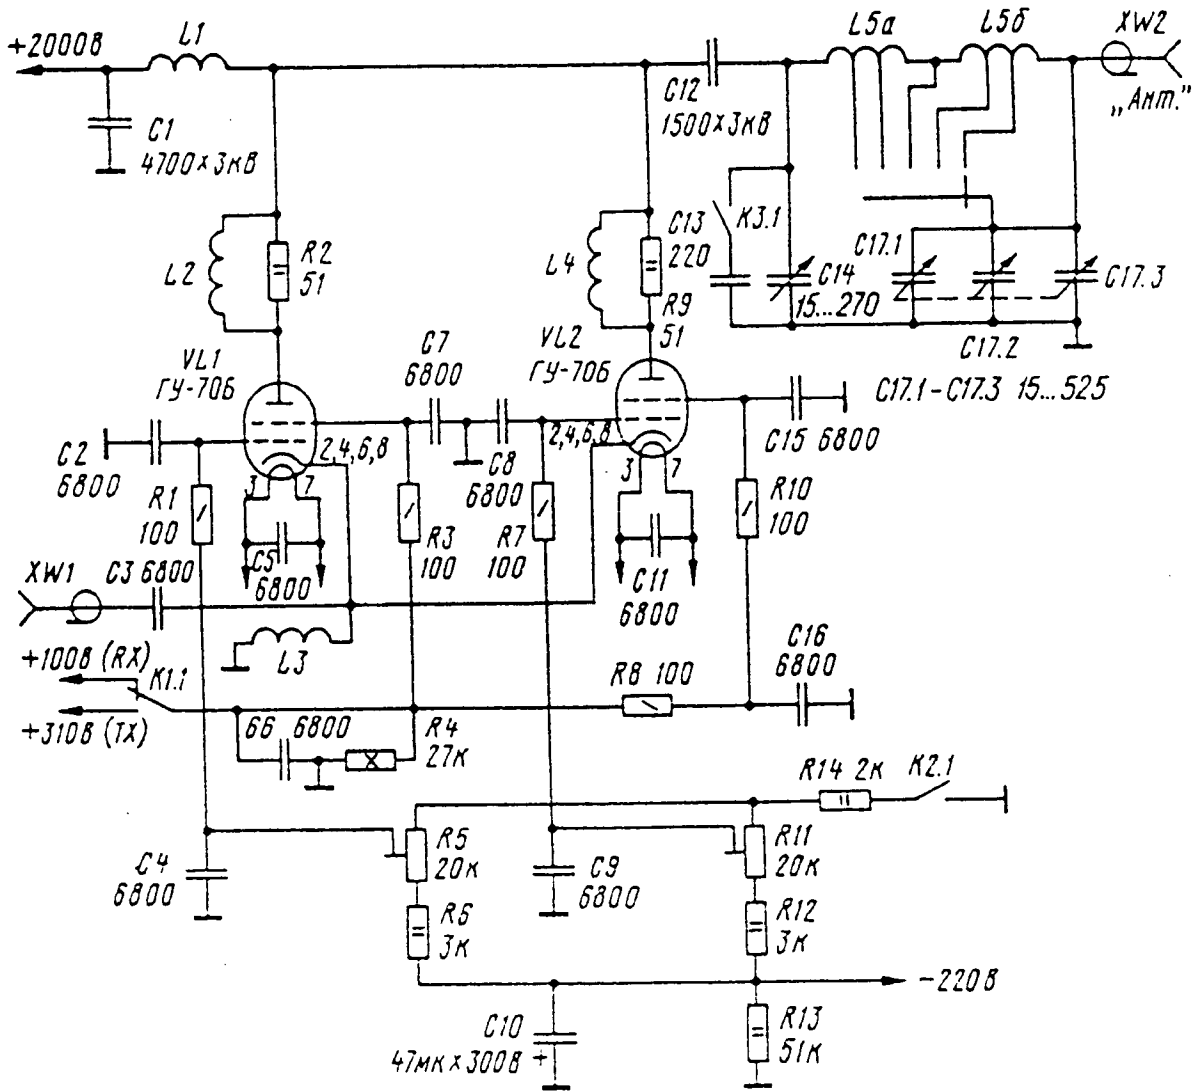 +2000В
L1
C1
4700×3кВ
C12
1500×3кВ
L5а
L5б
XW2
„Ант.”
L2
R2
51
L4
C13
220
R9
51
К3.1
C14
15...270
C17.1
C17.2
C17.3
C17.1-C17.3 15...525
VL1
ГУ-70Б
C7
6800
VL2
ГУ-70Б
C2
6800
2,4,6,8
3
7
C8
6800
2,4,6,8
3
7
C15 6800
R1
100
C5
6800
R3
100
R7
100
C11
6800
R10
100
XW1
C3 6800
L3
+100В (RX)
К1.1
+310В (TX)
R8 100
C16
6800
66 6800
R4
27к
R14 2к
К2.1
C4
6800
R5
20к
C9
6800
R11
20к
R6
3к
R12
3к
-220В
C10
47мк×300В +
R13
51к